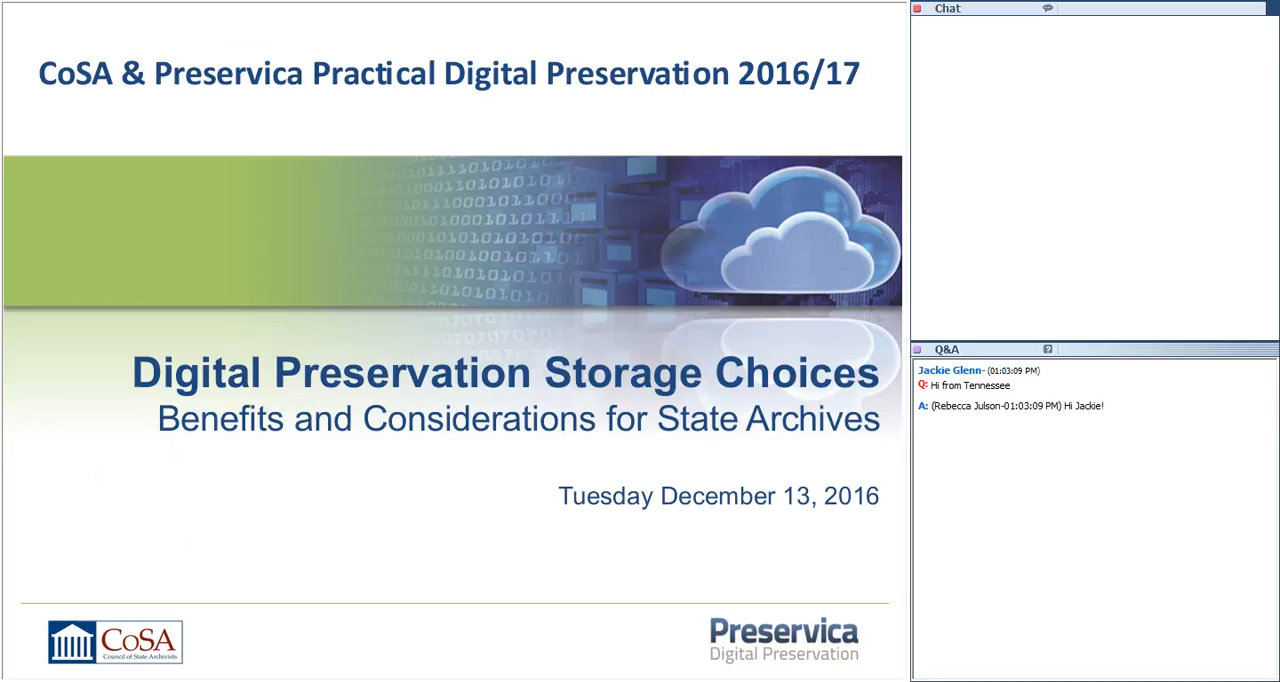 CoSA & Preservica Practical Digital Preservation 2016/17
Digital Preservation Storage Choices
Benefits and Considerations for State Archives
Tuesday December 13, 2016
CoSA
Council of State Archivists
Preservica
Digital Preservation
Chat
Q&A
Jackie Glenn- (01:03:09 PM)
Q: Hi from Tennessee
A: (Rebecca Julson-01:03:09 PM) Hi Jackie!